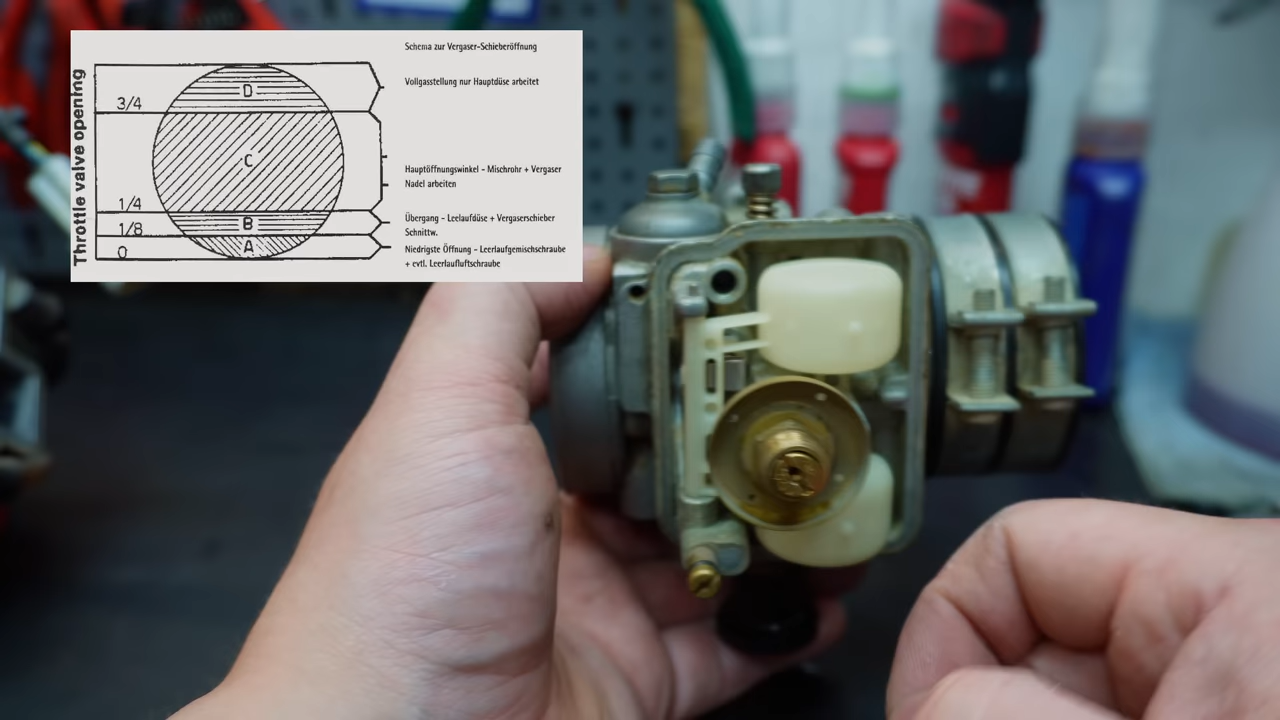 Schema zur Vergaser-Schieberöffnung
Throttle valve opening
D
Vollgasstellung nur Hauptdüse arbeitet
3/4
C
Hauptöffnungswinkel - Mischrohr + Vergaser
Nadel arbeiten
1/4
B
Übergang - Leelaufdüse + Vergaserschieber
1/8
Schnittw.
A
Niedrigste Öffnung - Leerlaufgemischschraube
0
+ evtl. Leerlaufluftschraube